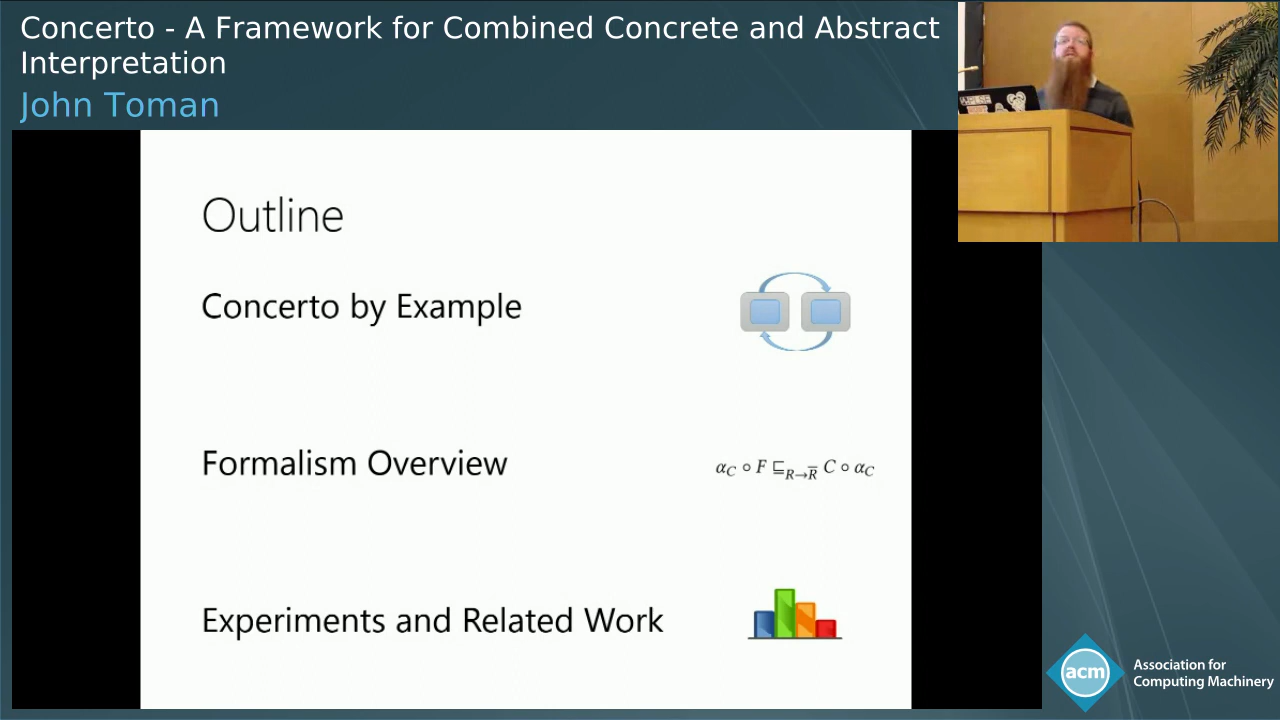 Concerto - A Framework for Combined Concrete and Abstract
Interpretation
John Toman
Outline
Concerto by Example
Formalism Overview
α_C ∘ F ⊑_{R→R̅} C ∘ α_C
Experiments and Related Work
acm
Association for
Computing Machinery